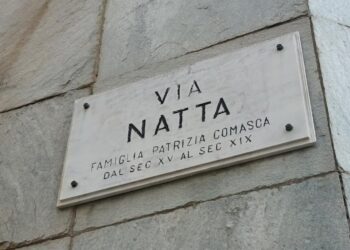 VIA
NATTA
FAMIGLIA PATRIZIA COMASCA
DAL SEC XV AL SEC XIX